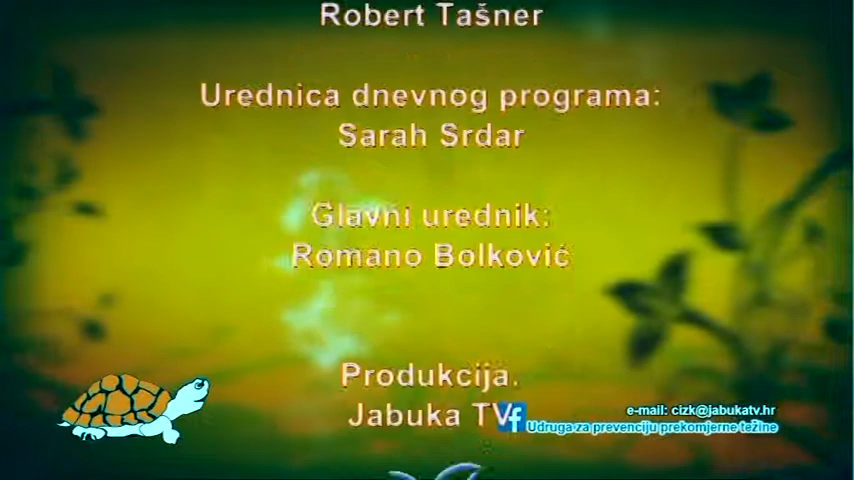 Robert Tašner
Urednica dnevnog programa:
Sarah Srdar
Glavni urednik:
Romano Bolković
Produkcija.
Jabuka TV
e-mail: cizk@jabukatv.hr
f Udruga za prevenciju prekomjerne težine